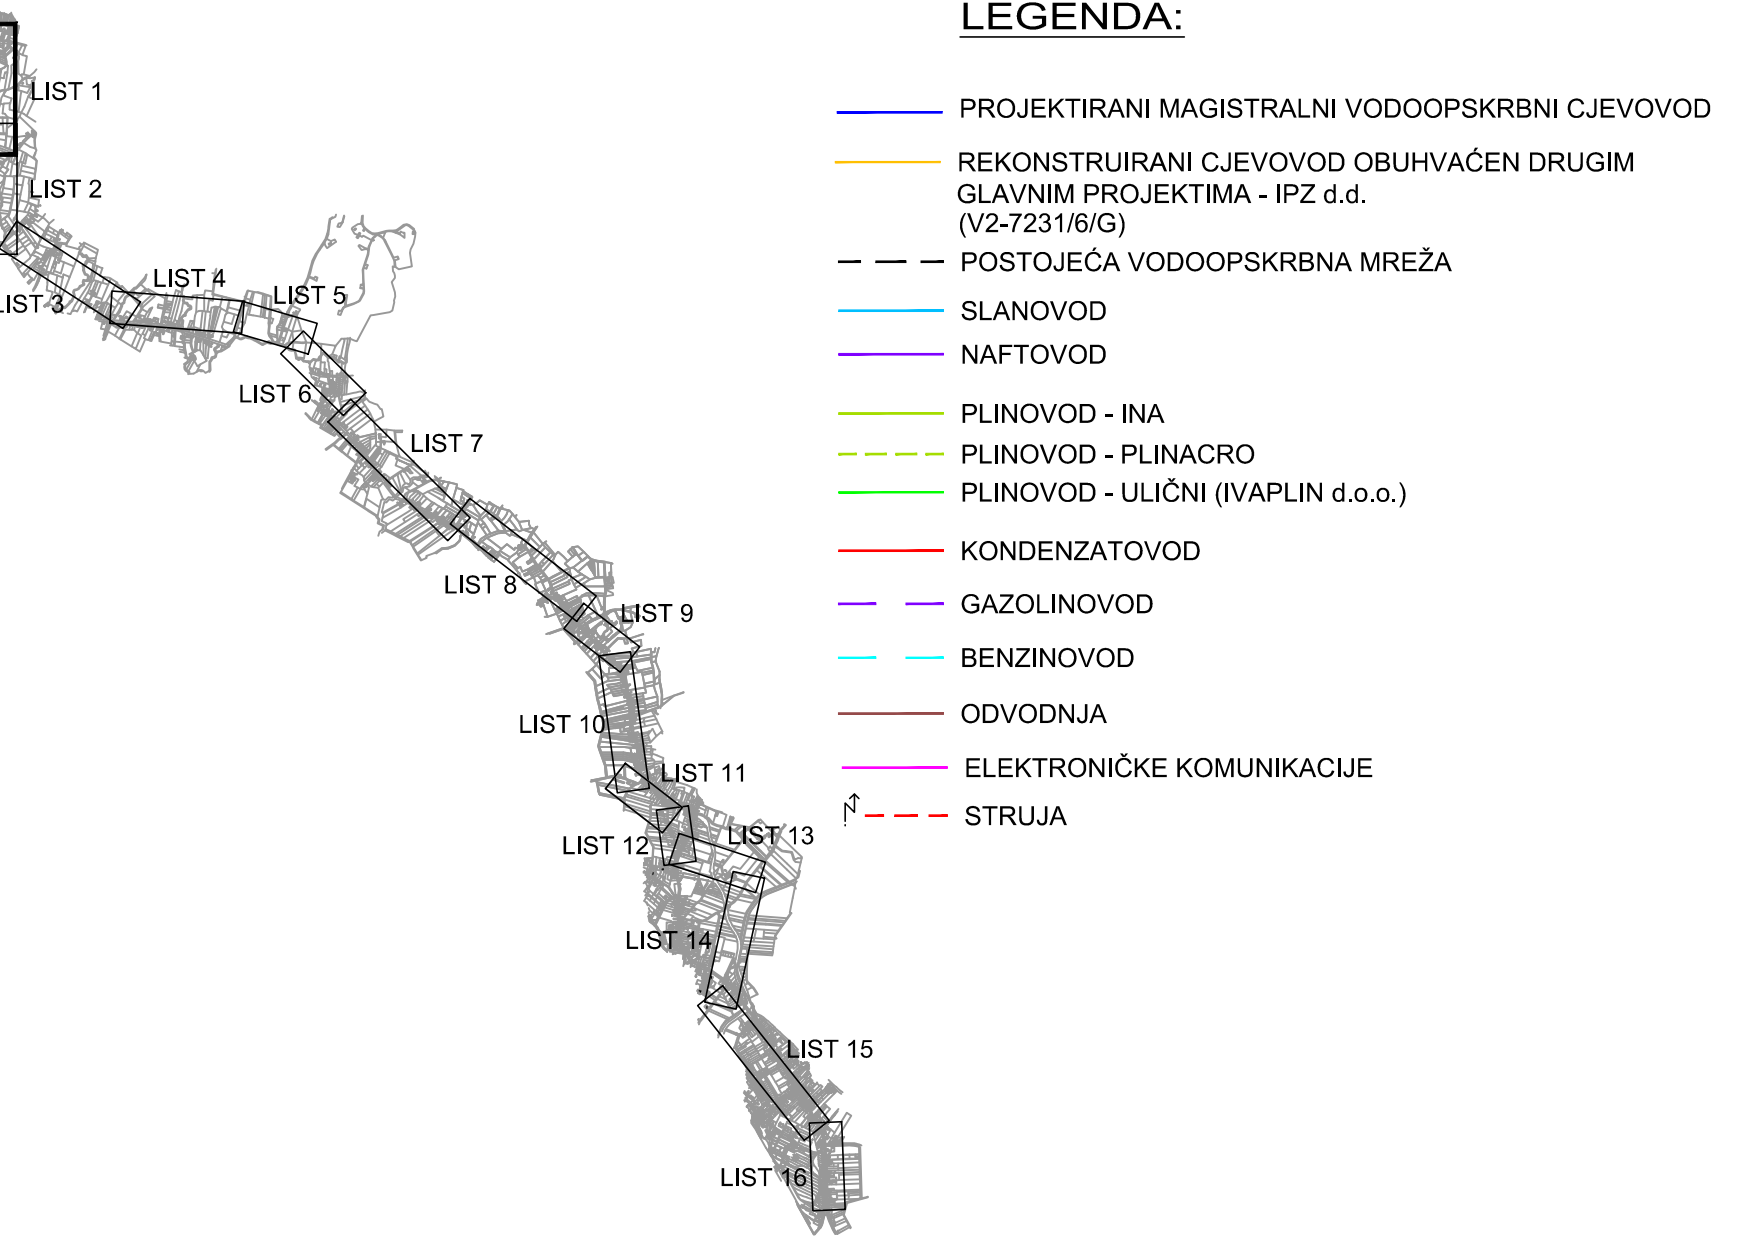 LEGENDA:
PROJEKTIRANI MAGISTRALNI VODOOPSKRBNI CJEVOVOD
REKONSTRUIRANI CJEVOVOD OBUHVAĆEN DRUGIM
GLAVNIM PROJEKTIMA - IPZ d.d.
(V2-7231/6/G)
POSTOJEĆA VODOOPSKRBNA MREŽA
SLANOVOD
NAFTOVOD
PLINOVOD - INA
PLINOVOD - PLINACRO
PLINOVOD - ULIČNI (IVAPLIN d.o.o.)
KONDENZATOVOD
GAZOLINOVOD
BENZINOVOD
ODVODNJA
ELEKTRONIČKE KOMUNIKACIJE
STRUJA
LIST 1
LIST 2
LIST 3
LIST 4
LIST 5
LIST 6
LIST 7
LIST 8
LIST 9
LIST 10
LIST 11
LIST 12
LIST 13
LIST 14
LIST 15
LIST 16